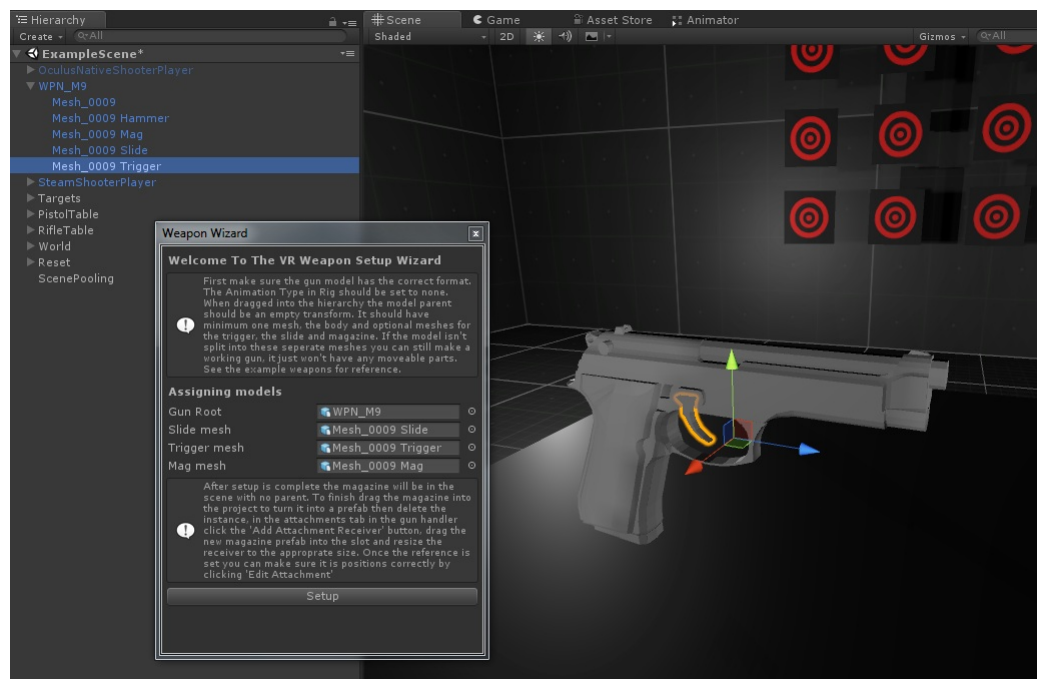 Hierarchy
Create
All
ExampleScene*
OculusNativeShooterPlayer
WPN_M9
Mesh_0009
Mesh_0009 Hammer
Mesh_0009 Mag
Mesh_0009 Slide
Mesh_0009 Trigger
SteamShooterPlayer
Targets
PistolTable
RifleTable
World
Reset
ScenePooling
Scene Game Asset Store Animator
Shaded 2D Gizmos All
Weapon Wizard
Welcome To The VR Weapon Setup Wizard
First make sure the gun model has the correct format.
The Animation Type in Rig should be set to none.
When dragged into the hierarchy the model parent
should be an empty transform. It should have
minimum one mesh, the body and optional meshes for
the trigger, the slide and magazine. If the model isn't
split into these seperate meshes you can still make a
working gun, it just won't have any moveable parts.
See the example weapons for reference.
Assigning models
Gun Root WPN_M9
Slide mesh Mesh_0009 Slide
Trigger mesh Mesh_0009 Trigger
Mag mesh Mesh_0009 Mag
After setup is complete the magazine will be in the
scene with no parent. To finish drag the magazine into
the project to turn it into a prefab then delete the
instance, in the attachments tab in the gun handler
click the 'Add Attachment Receiver' button, drag the
new magazine prefab into the slot and resize the
receiver to the approprate size. Once the reference is
set you can make sure it is positions correctly by
clicking 'Edit Attachment'
Setup